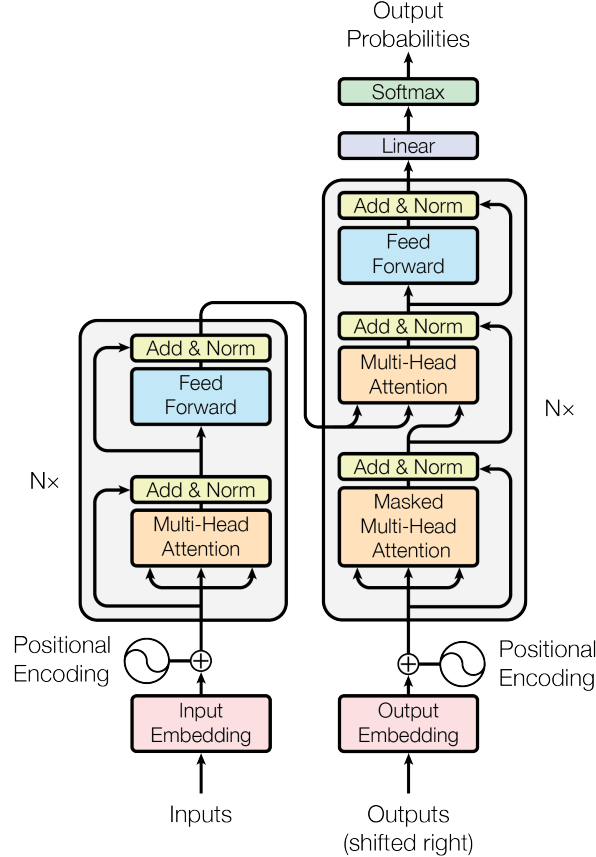 Output
Probabilities
Softmax
Linear
Add & Norm
Feed
Forward
Add & Norm
Multi-Head
Attention
Add & Norm
Masked
Multi-Head
Attention
N×
Add & Norm
Feed
Forward
Add & Norm
Multi-Head
Attention
N×
Positional
Encoding
Positional
Encoding
Input
Embedding
Output
Embedding
Inputs
Outputs
(shifted right)